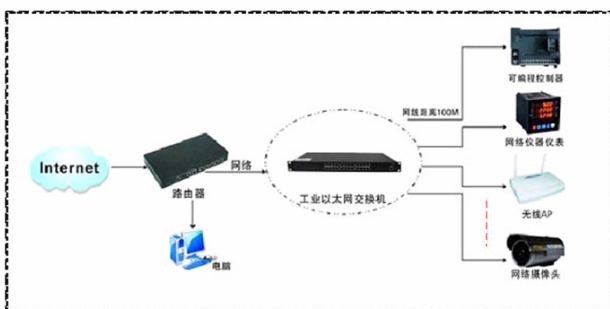 可编程控制器
网线距离100M
网络仪器仪表
Internet
网络
路由器
工业以太网交换机
无线AP
电脑
网络摄像头